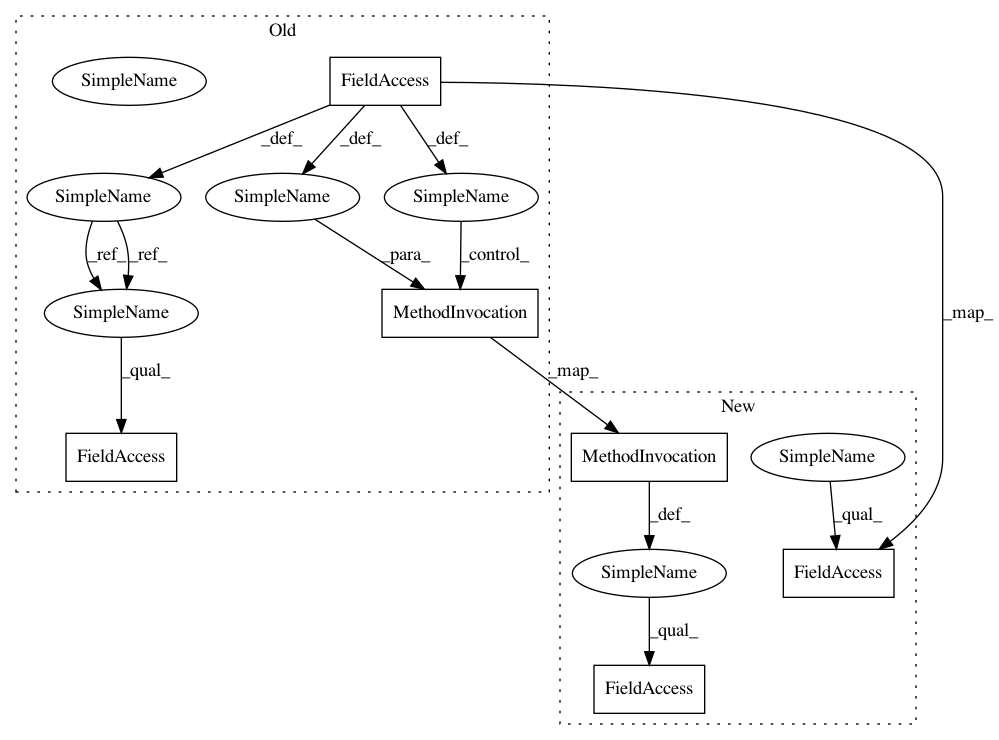 Old
SimpleName
FieldAccess
_def_
_def_
_def_
SimpleName
SimpleName
SimpleName
_ref_
_ref_
_para_
_control_
SimpleName
MethodInvocation
_map_
_qual_
_map_
New
FieldAccess
MethodInvocation
SimpleName
_def_
_qual_
SimpleName
FieldAccess
_qual_
FieldAccess